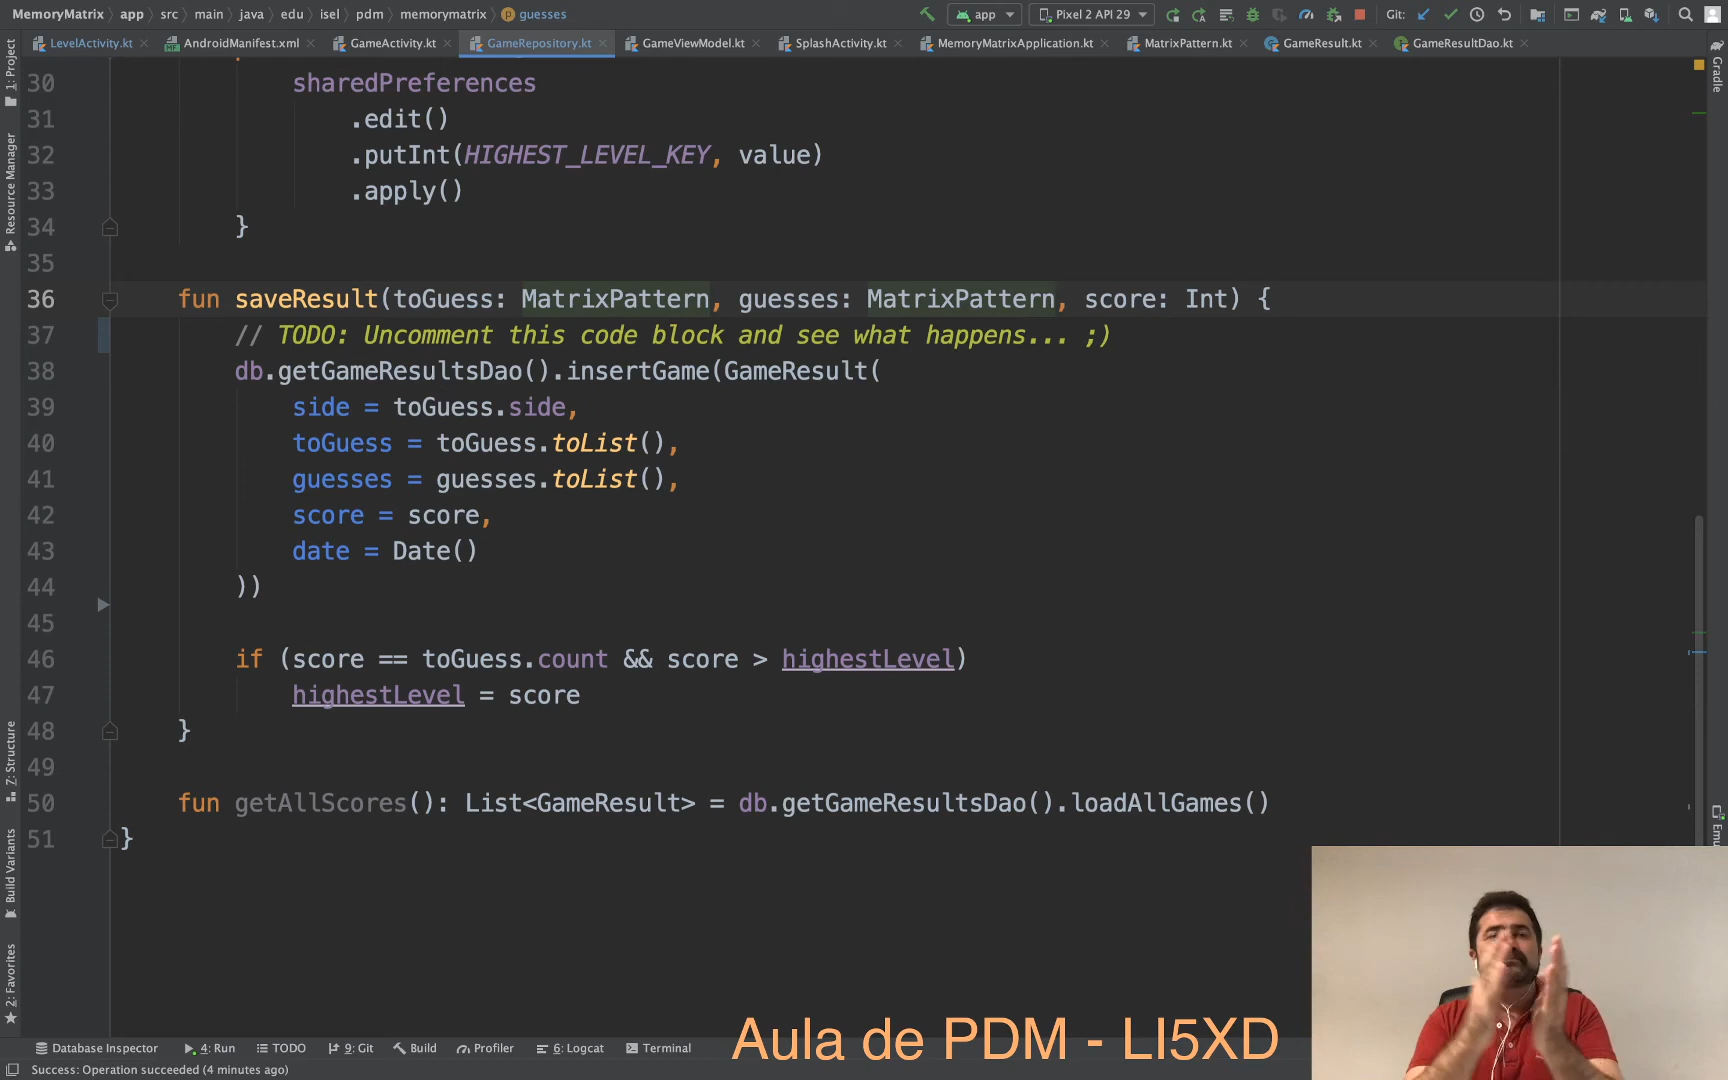 MemoryMatrix app src main java edu isel pdm memorymatrix guesses app Pixel 2 API 29 Git:
LevelActivity.kt AndroidManifest.xml GameActivity.kt GameRepository.kt GameViewModel.kt SplashActivity.kt MemoryMatrixApplication.kt MatrixPattern.kt GameResult.kt GameResultDao.kt
1: Project
Resource Manager
Z: Structure
Build Variants
2: Favorites
Gradle
30 sharedPreferences
31 .edit()
32 .putInt(HIGHEST_LEVEL_KEY, value)
33 .apply()
34 }
35
36 fun saveResult(toGuess: MatrixPattern, guesses: MatrixPattern, score: Int) {
37 // TODO: Uncomment this code block and see what happens... ;)
38 db.getGameResultsDao().insertGame(GameResult(
39 side = toGuess.side,
40 toGuess = toGuess.toList(),
41 guesses = guesses.toList(),
42 score = score,
43 date = Date()
44 ))
45
46 if (score == toGuess.count && score > highestLevel)
47 highestLevel = score
48 }
49
50 fun getAllScores(): List<GameResult> = db.getGameResultsDao().loadAllGames()
51 }
Aula de PDM - LI5XD
Database Inspector 4: Run TODO 9: Git Build Profiler 6: Logcat Terminal
Success: Operation succeeded (4 minutes ago)